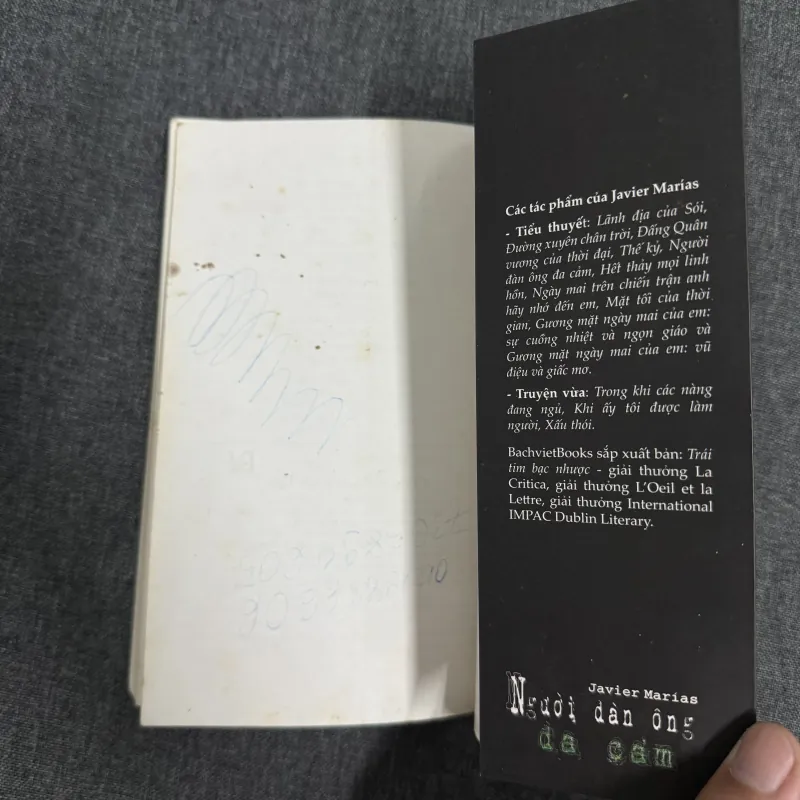 Các tác phẩm của Javier Marías
- Tiểu thuyết: Lãnh địa của Sói,
Đường xuyên chân trời, Đấng Quân
vương của thời đại, Thế kỷ, Người
đàn ông đa cảm, Hết thảy mọi linh
hồn, Ngày mai trên chiến trận anh
hãy nhớ đến em, Mặt tối của thời
gian, Gương mặt ngày mai của em:
sự cuồng nhiệt và ngọn giáo và
Gương mặt ngày mai của em: vũ
điệu và giấc mơ.
- Truyện vừa: Trong khi các nàng
đang ngủ, Khi ấy tôi được làm
người, Xấu thói.
BachvietBooks sắp xuất bản: Trái
tim bạc nhược - giải thưởng La
Critica, giải thưởng L'Oeil et la
Lettre, giải thưởng International
IMPAC Dublin Literary.
Javier Marías
Người đàn ông
đa cảm